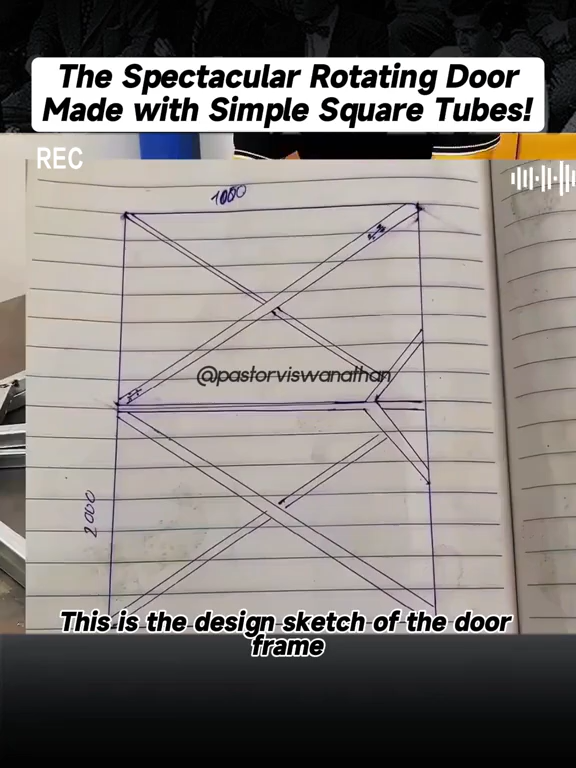 The Spectacular Rotating Door
Made with Simple Square Tubes!
REC
1000
@pastorviswanathan
2000
This is the design sketch of the door
frame